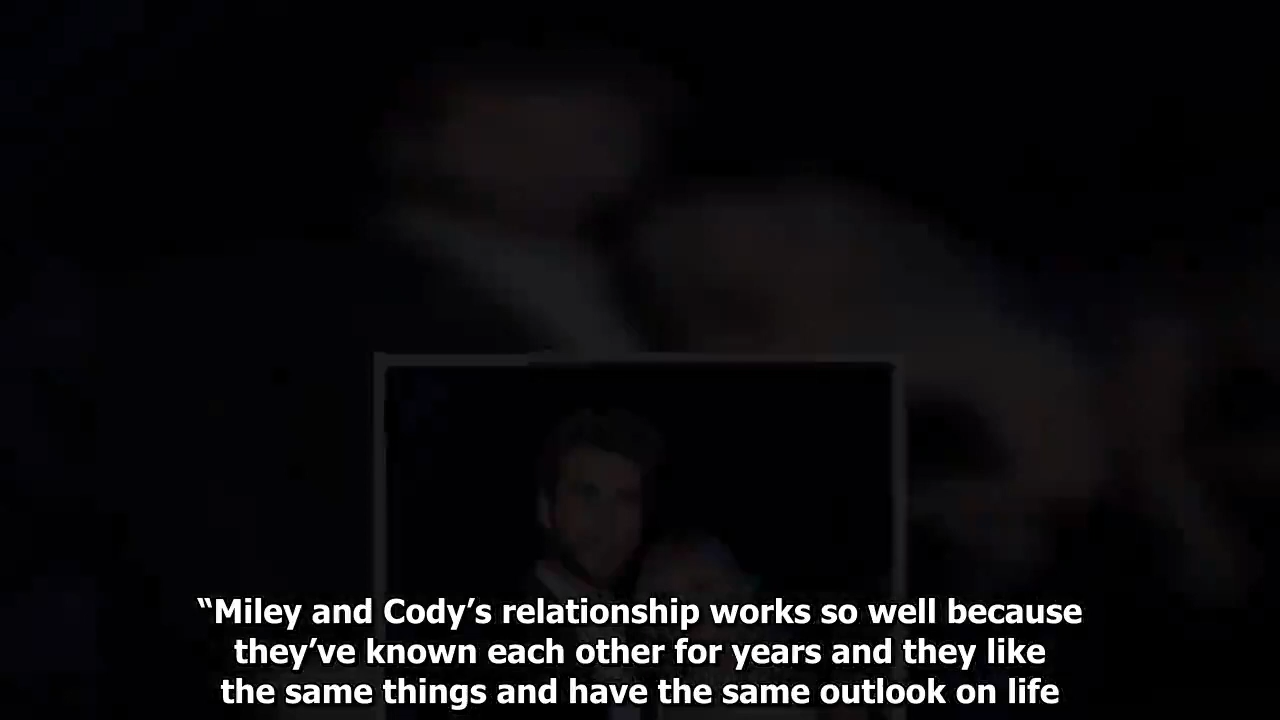 “Miley and Cody’s relationship works so well because
they’ve known each other for years and they like
the same things and have the same outlook on life